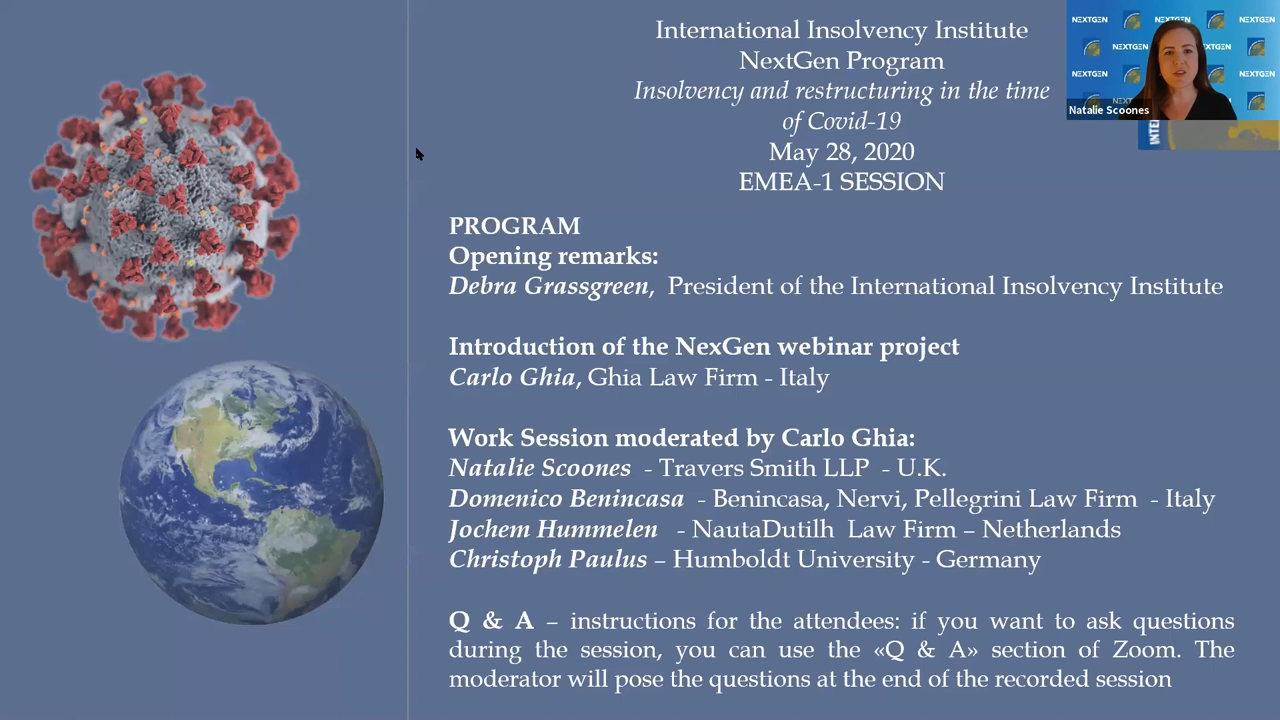 International Insolvency Institute
NextGen Program
Insolvency and restructuring in the time
of Covid-19
May 28, 2020
EMEA-1 SESSION
NEXTGEN NEXTGEN NEXTGEN
NEXTGEN
NEXTGEN NEXTGEN
NEXT
Natalie Scoones
INTE
PROGRAM
Opening remarks:
Debra Grassgreen, President of the International Insolvency Institute
Introduction of the NexGen webinar project
Carlo Ghia, Ghia Law Firm - Italy
Work Session moderated by Carlo Ghia:
Natalie Scoones - Travers Smith LLP - U.K.
Domenico Benincasa - Benincasa, Nervi, Pellegrini Law Firm - Italy
Jochem Hummelen - NautaDutilh Law Firm – Netherlands
Christoph Paulus – Humboldt University - Germany
Q & A – instructions for the attendees: if you want to ask questions
during the session, you can use the «Q & A» section of Zoom. The
moderator will pose the questions at the end of the recorded session